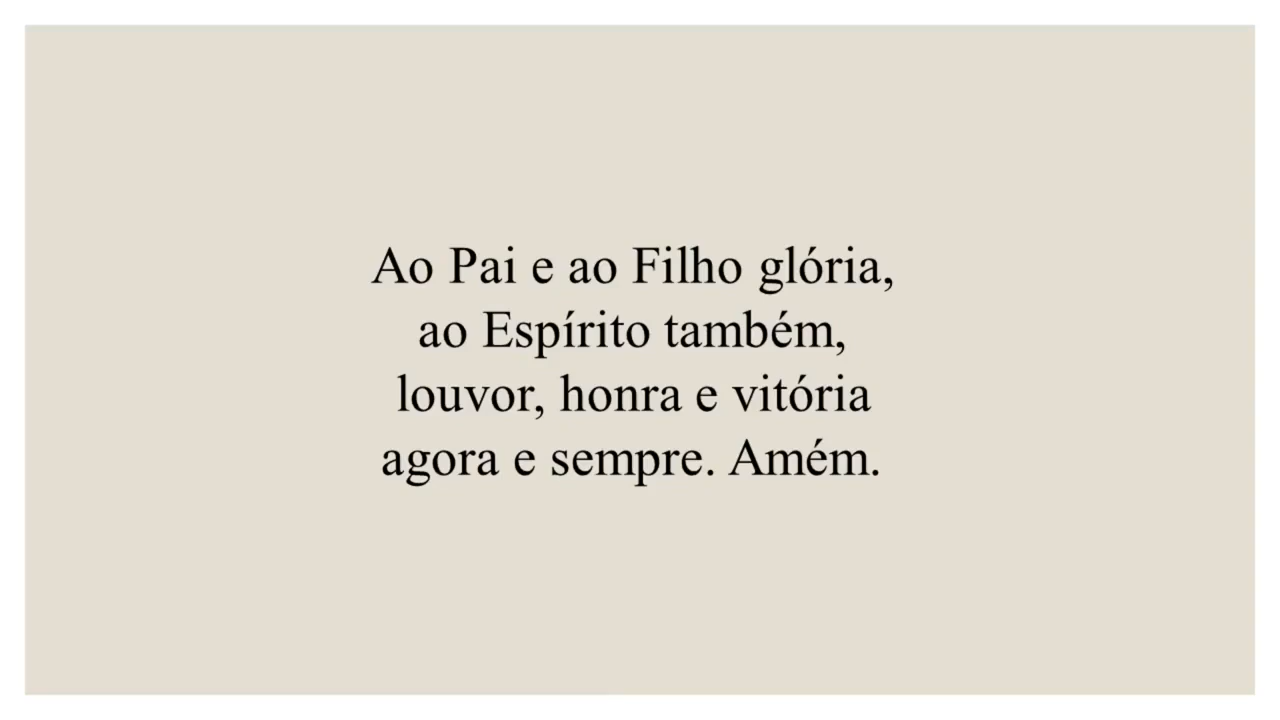 Ao Pai e ao Filho glória,
ao Espírito também,
louvor, honra e vitória
agora e sempre. Amém.